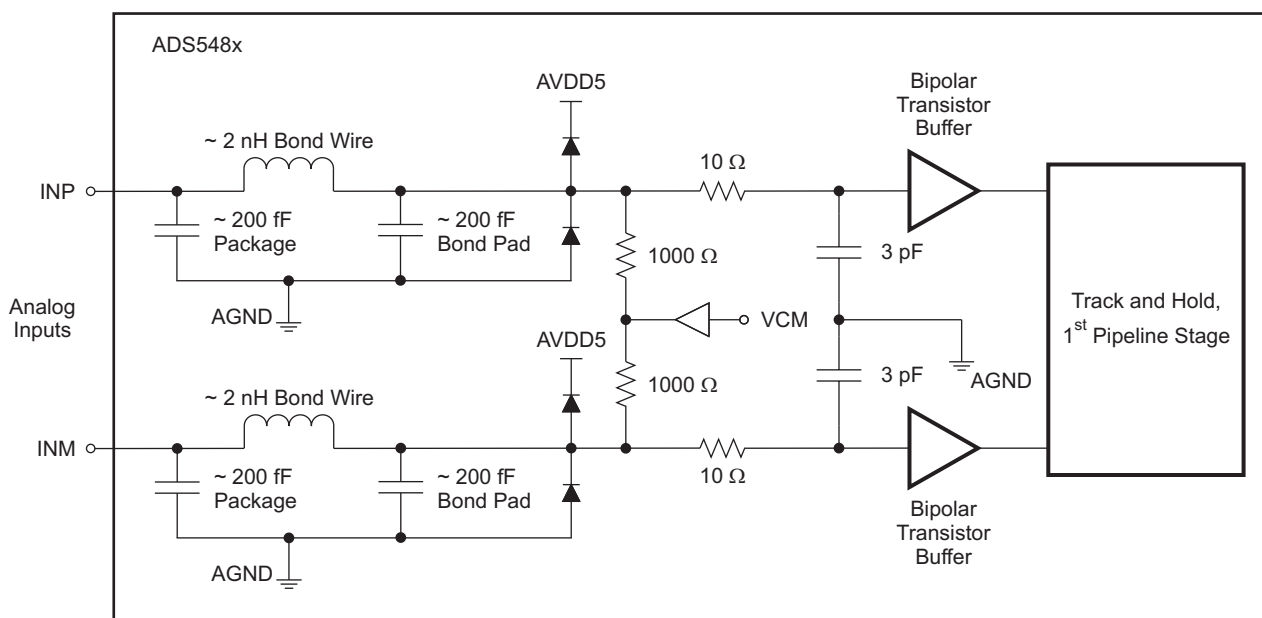 ADS548x
AVDD5
Bipolar
Transistor
Buffer
~ 2 nH Bond Wire
10 Ω
INP
~ 200 fF
Package
~ 200 fF
Bond Pad
1000 Ω
3 pF
AGND
VCM
Analog
Inputs
Track and Hold,
1st Pipeline Stage
AVDD5
1000 Ω
3 pF
AGND
~ 2 nH Bond Wire
INM
10 Ω
~ 200 fF
Package
~ 200 fF
Bond Pad
Bipolar
Transistor
Buffer
AGND